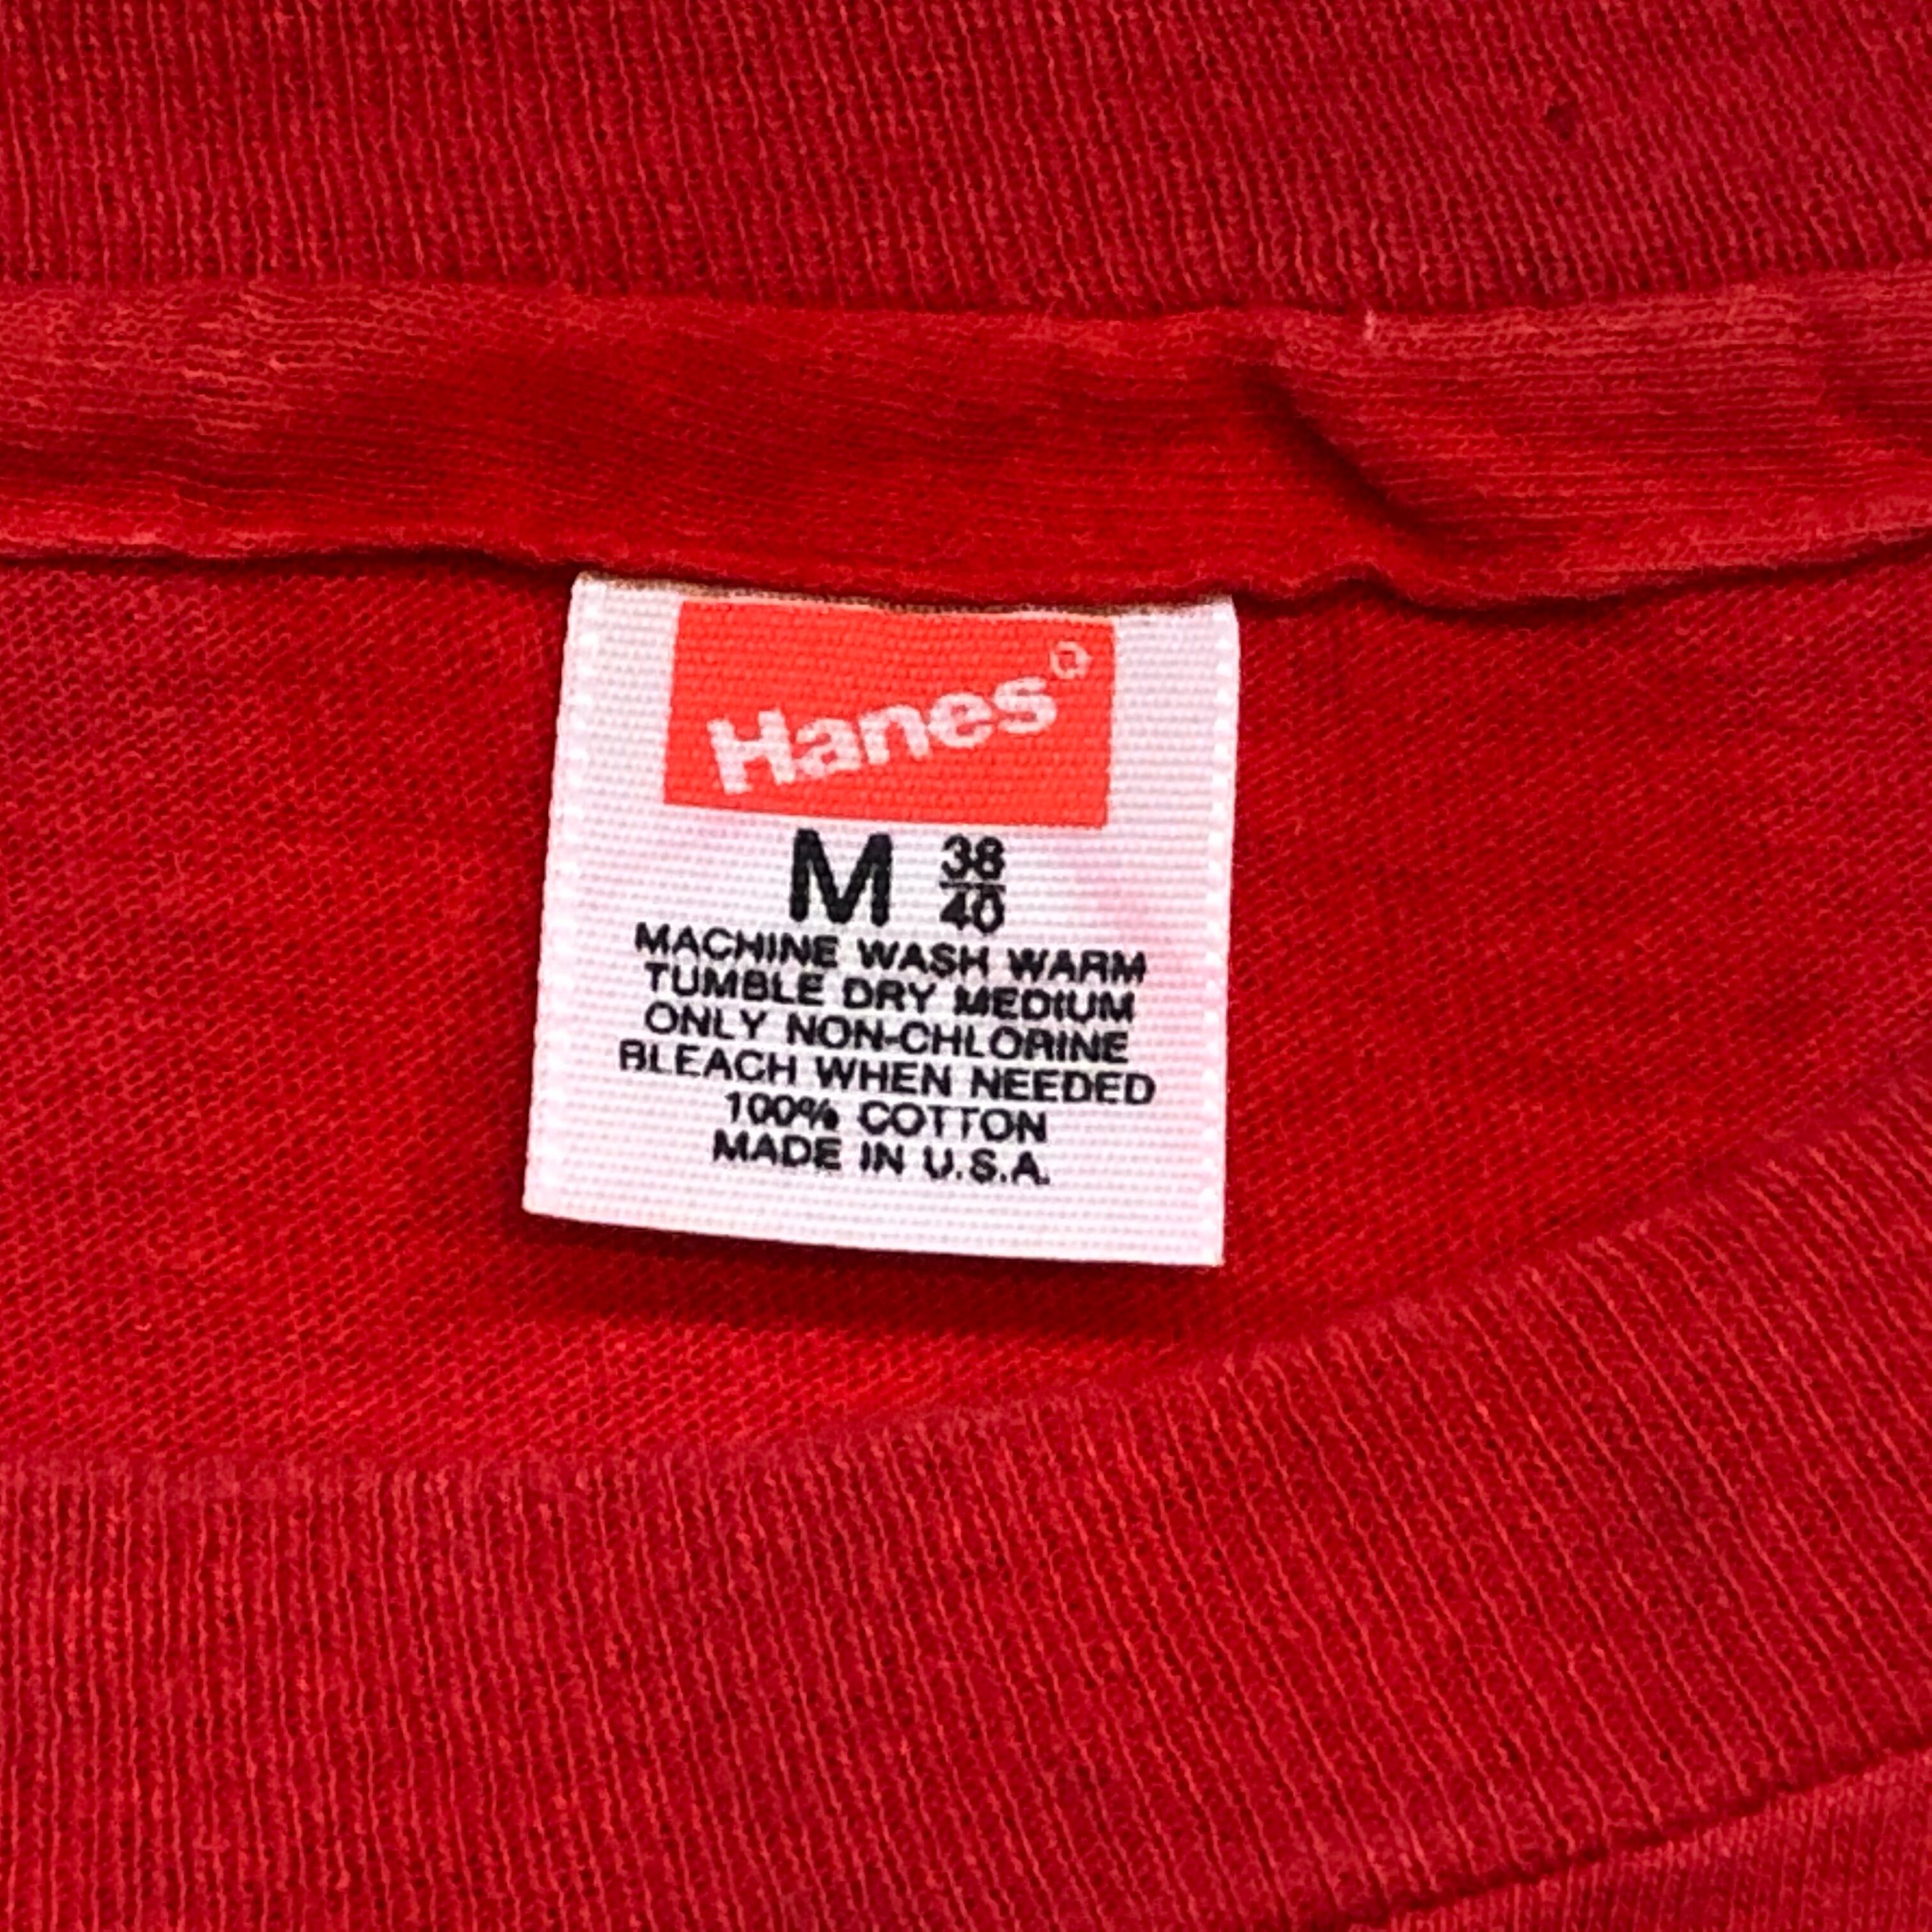 Hanes®
M 38/40
MACHINE WASH WARM
TUMBLE DRY MEDIUM
ONLY NON-CHLORINE
BLEACH WHEN NEEDED
100% COTTON
MADE IN U.S.A.